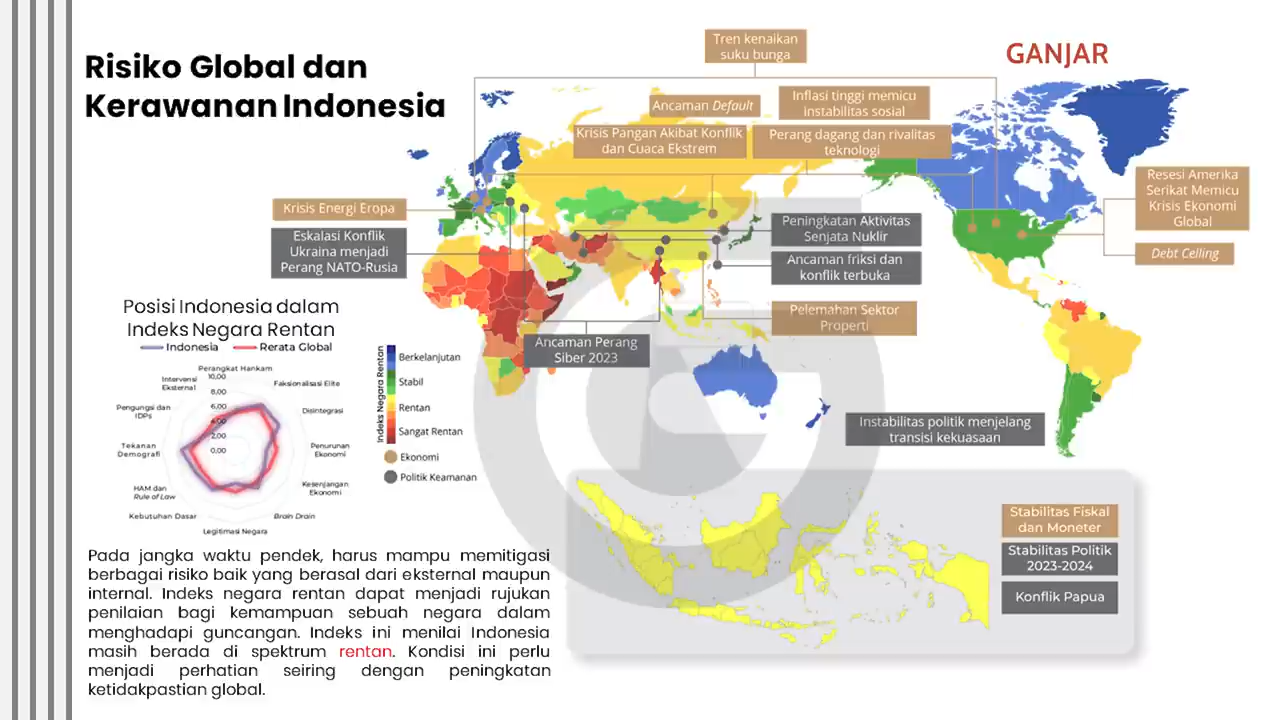 Risiko Global dan
Kerawanan Indonesia
GANJAR
Tren kenaikan
suku bunga
Ancaman Default
Inflasi tinggi memicu
instabilitas sosial
Krisis Pangan Akibat Konflik
dan Cuaca Ekstrem
Perang dagang dan rivalitas
teknologi
Resesi Amerika
Serikat Memicu
Krisis Ekonomi
Global
Debt Celling
Krisis Energi Eropa
Eskalasi Konflik
Ukraina menjadi
Perang NATO-Rusia
Peningkatan Aktivitas
Senjata Nuklir
Ancaman friksi dan
konflik terbuka
Pelemahan Sektor
Properti
Ancaman Perang
Siber 2023
Instabilitas politik menjelang
transisi kekuasaan
Posisi Indonesia dalam
Indeks Negara Rentan
Indonesia
Rerata Global
Perangkat Hankam
Faksionalisasi Elite
Disintegrasi
Penurunan
Ekonomi
Kesenjangan
Ekonomi
Brain Drain
Legitimasi Negara
Kebutuhan Dasar
HAM dan
Rule of Law
Tekanan
Demografi
Pengungsi dan
IDPs
Intervensi
Eksternal
10,00
8,00
6,00
4,00
2,00
0,00
Indeks Negara Rentan
Berkelanjutan
Stabil
Rentan
Sangat Rentan
Ekonomi
Politik Keamanan
Pada jangka waktu pendek, harus mampu memitigasi
berbagai risiko baik yang berasal dari eksternal maupun
internal. Indeks negara rentan dapat menjadi rujukan
penilaian bagi kemampuan sebuah negara dalam
menghadapi guncangan. Indeks ini menilai Indonesia
masih berada di spektrum rentan. Kondisi ini perlu
menjadi perhatian seiring dengan peningkatan
ketidakpastian global.
Stabilitas Fiskal
dan Moneter
Stabilitas Politik
2023-2024
Konflik Papua